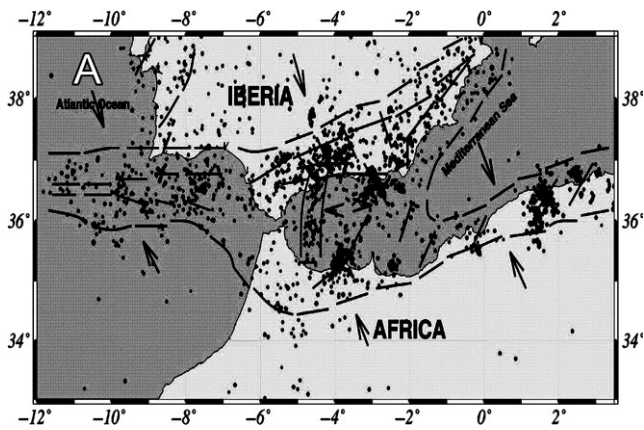 -12 -10 -8 -6 -4 -2 0 2
A
IBERÍA
38° 38°
Atlantic Ocean
Mediterranean Sea
36° 36°
AFRICA
34° 34°
-12 -10 -8 -6 -4 -2 0 2